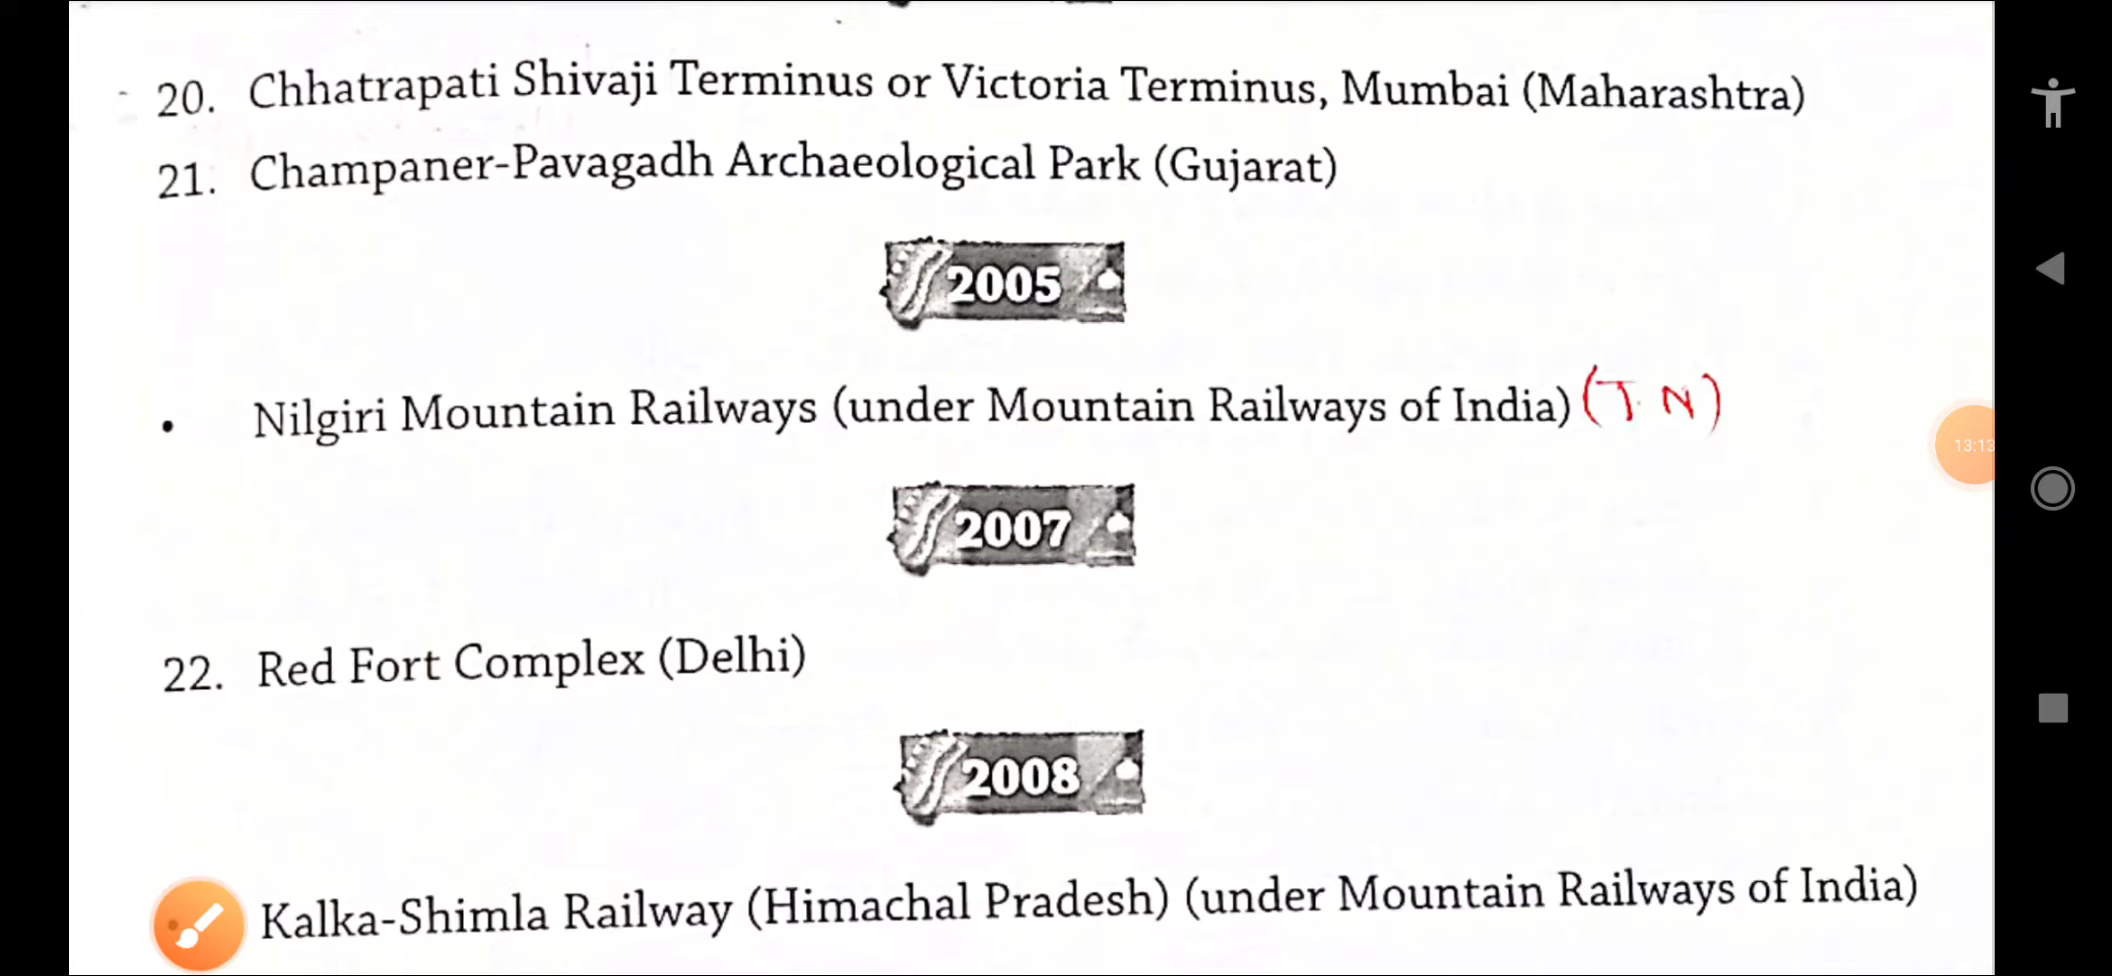 20. Chhatrapati Shivaji Terminus or Victoria Terminus, Mumbai (Maharashtra)
21. Champaner-Pavagadh Archaeological Park (Gujarat)
2005
• Nilgiri Mountain Railways (under Mountain Railways of India) (T N)
13:13
2007
22. Red Fort Complex (Delhi)
2008
Kalka-Shimla Railway (Himachal Pradesh) (under Mountain Railways of India)